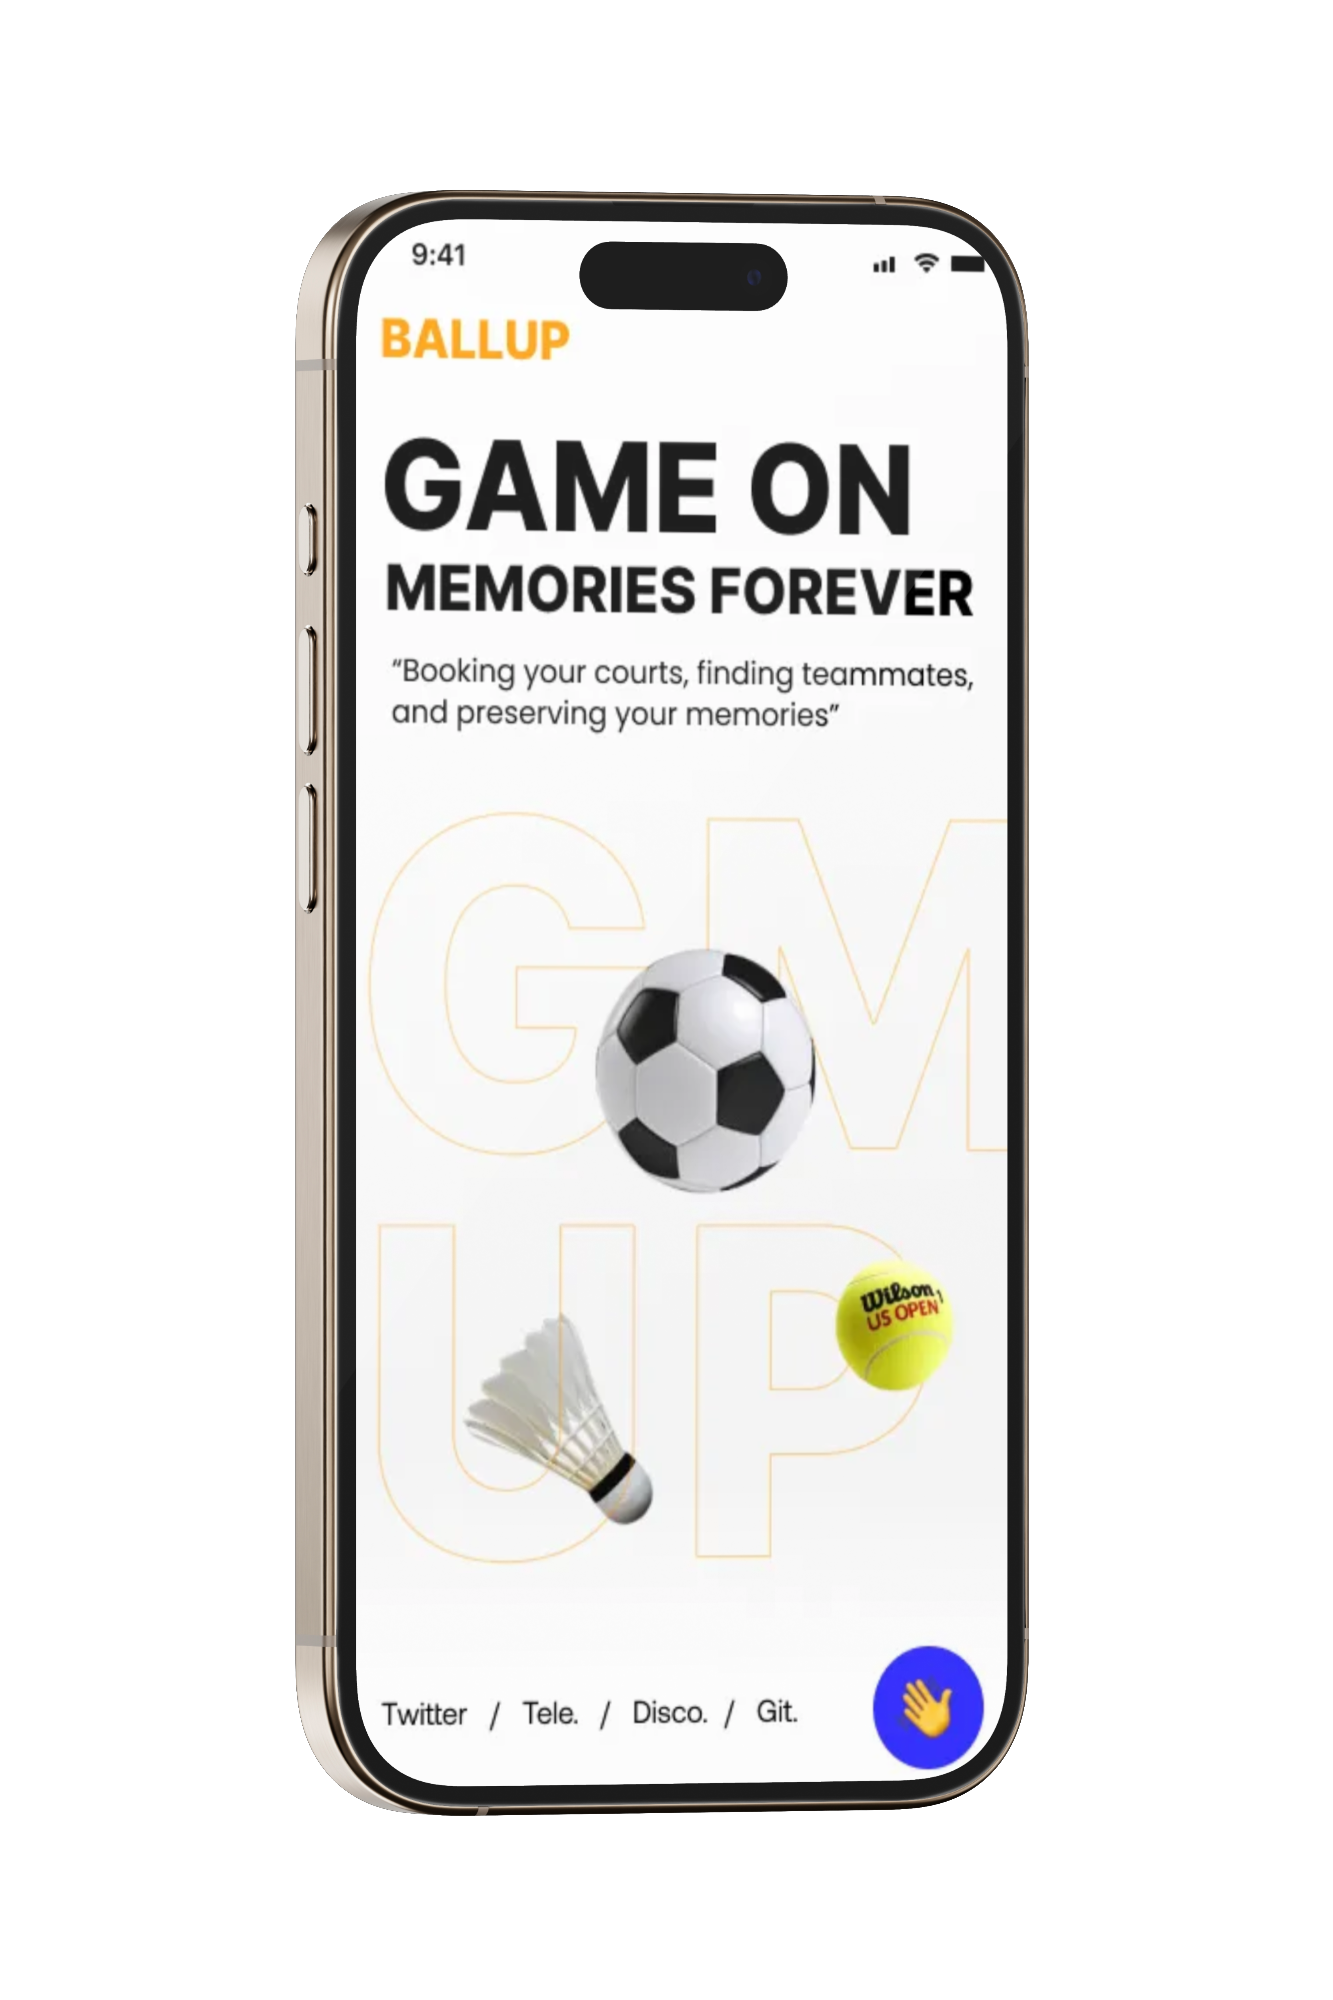 9:41
BALLUP
GAME ON
MEMORIES FOREVER
“Booking your courts, finding teammates,
and preserving your memories”
GM
UP
Wilson 1
US OPEN
Twitter / Tele. / Disco. / Git.